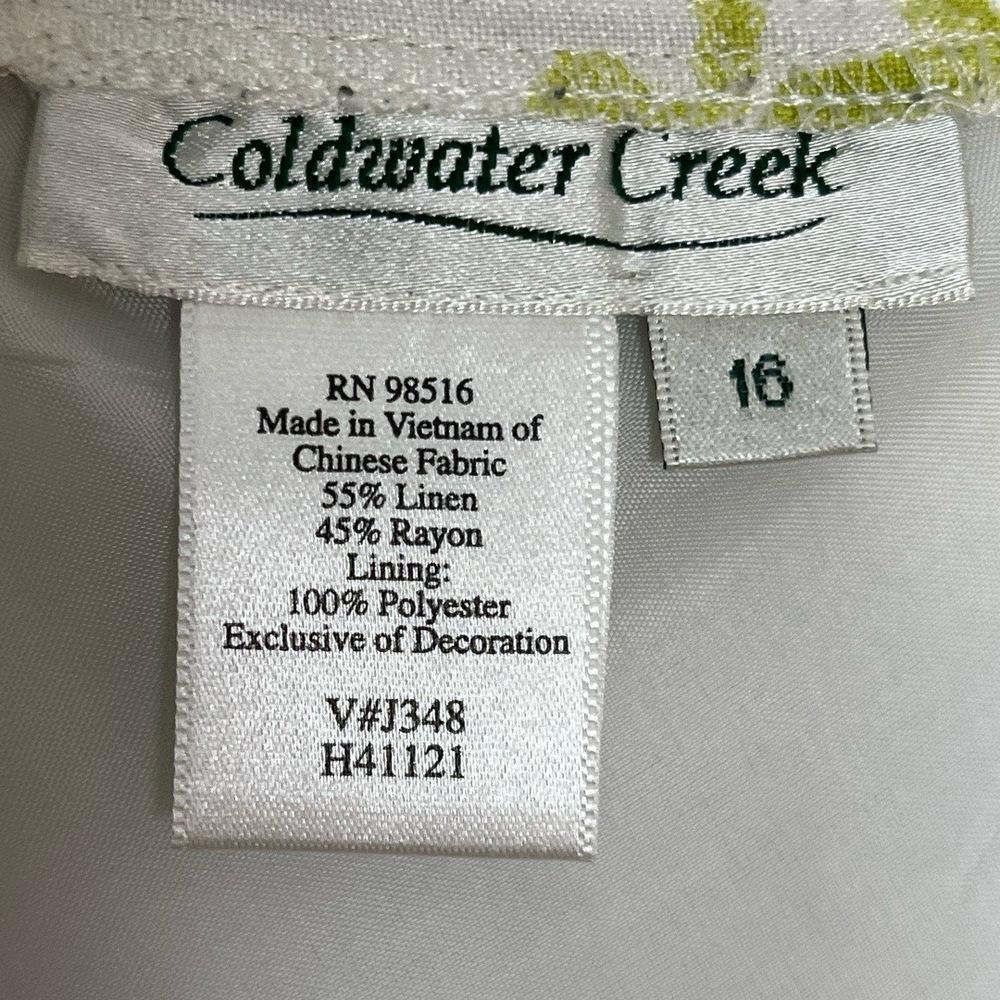 Coldwater Creek
16
RN 98516
Made in Vietnam of
Chinese Fabric
55% Linen
45% Rayon
Lining:
100% Polyester
Exclusive of Decoration
V#J348
H41121